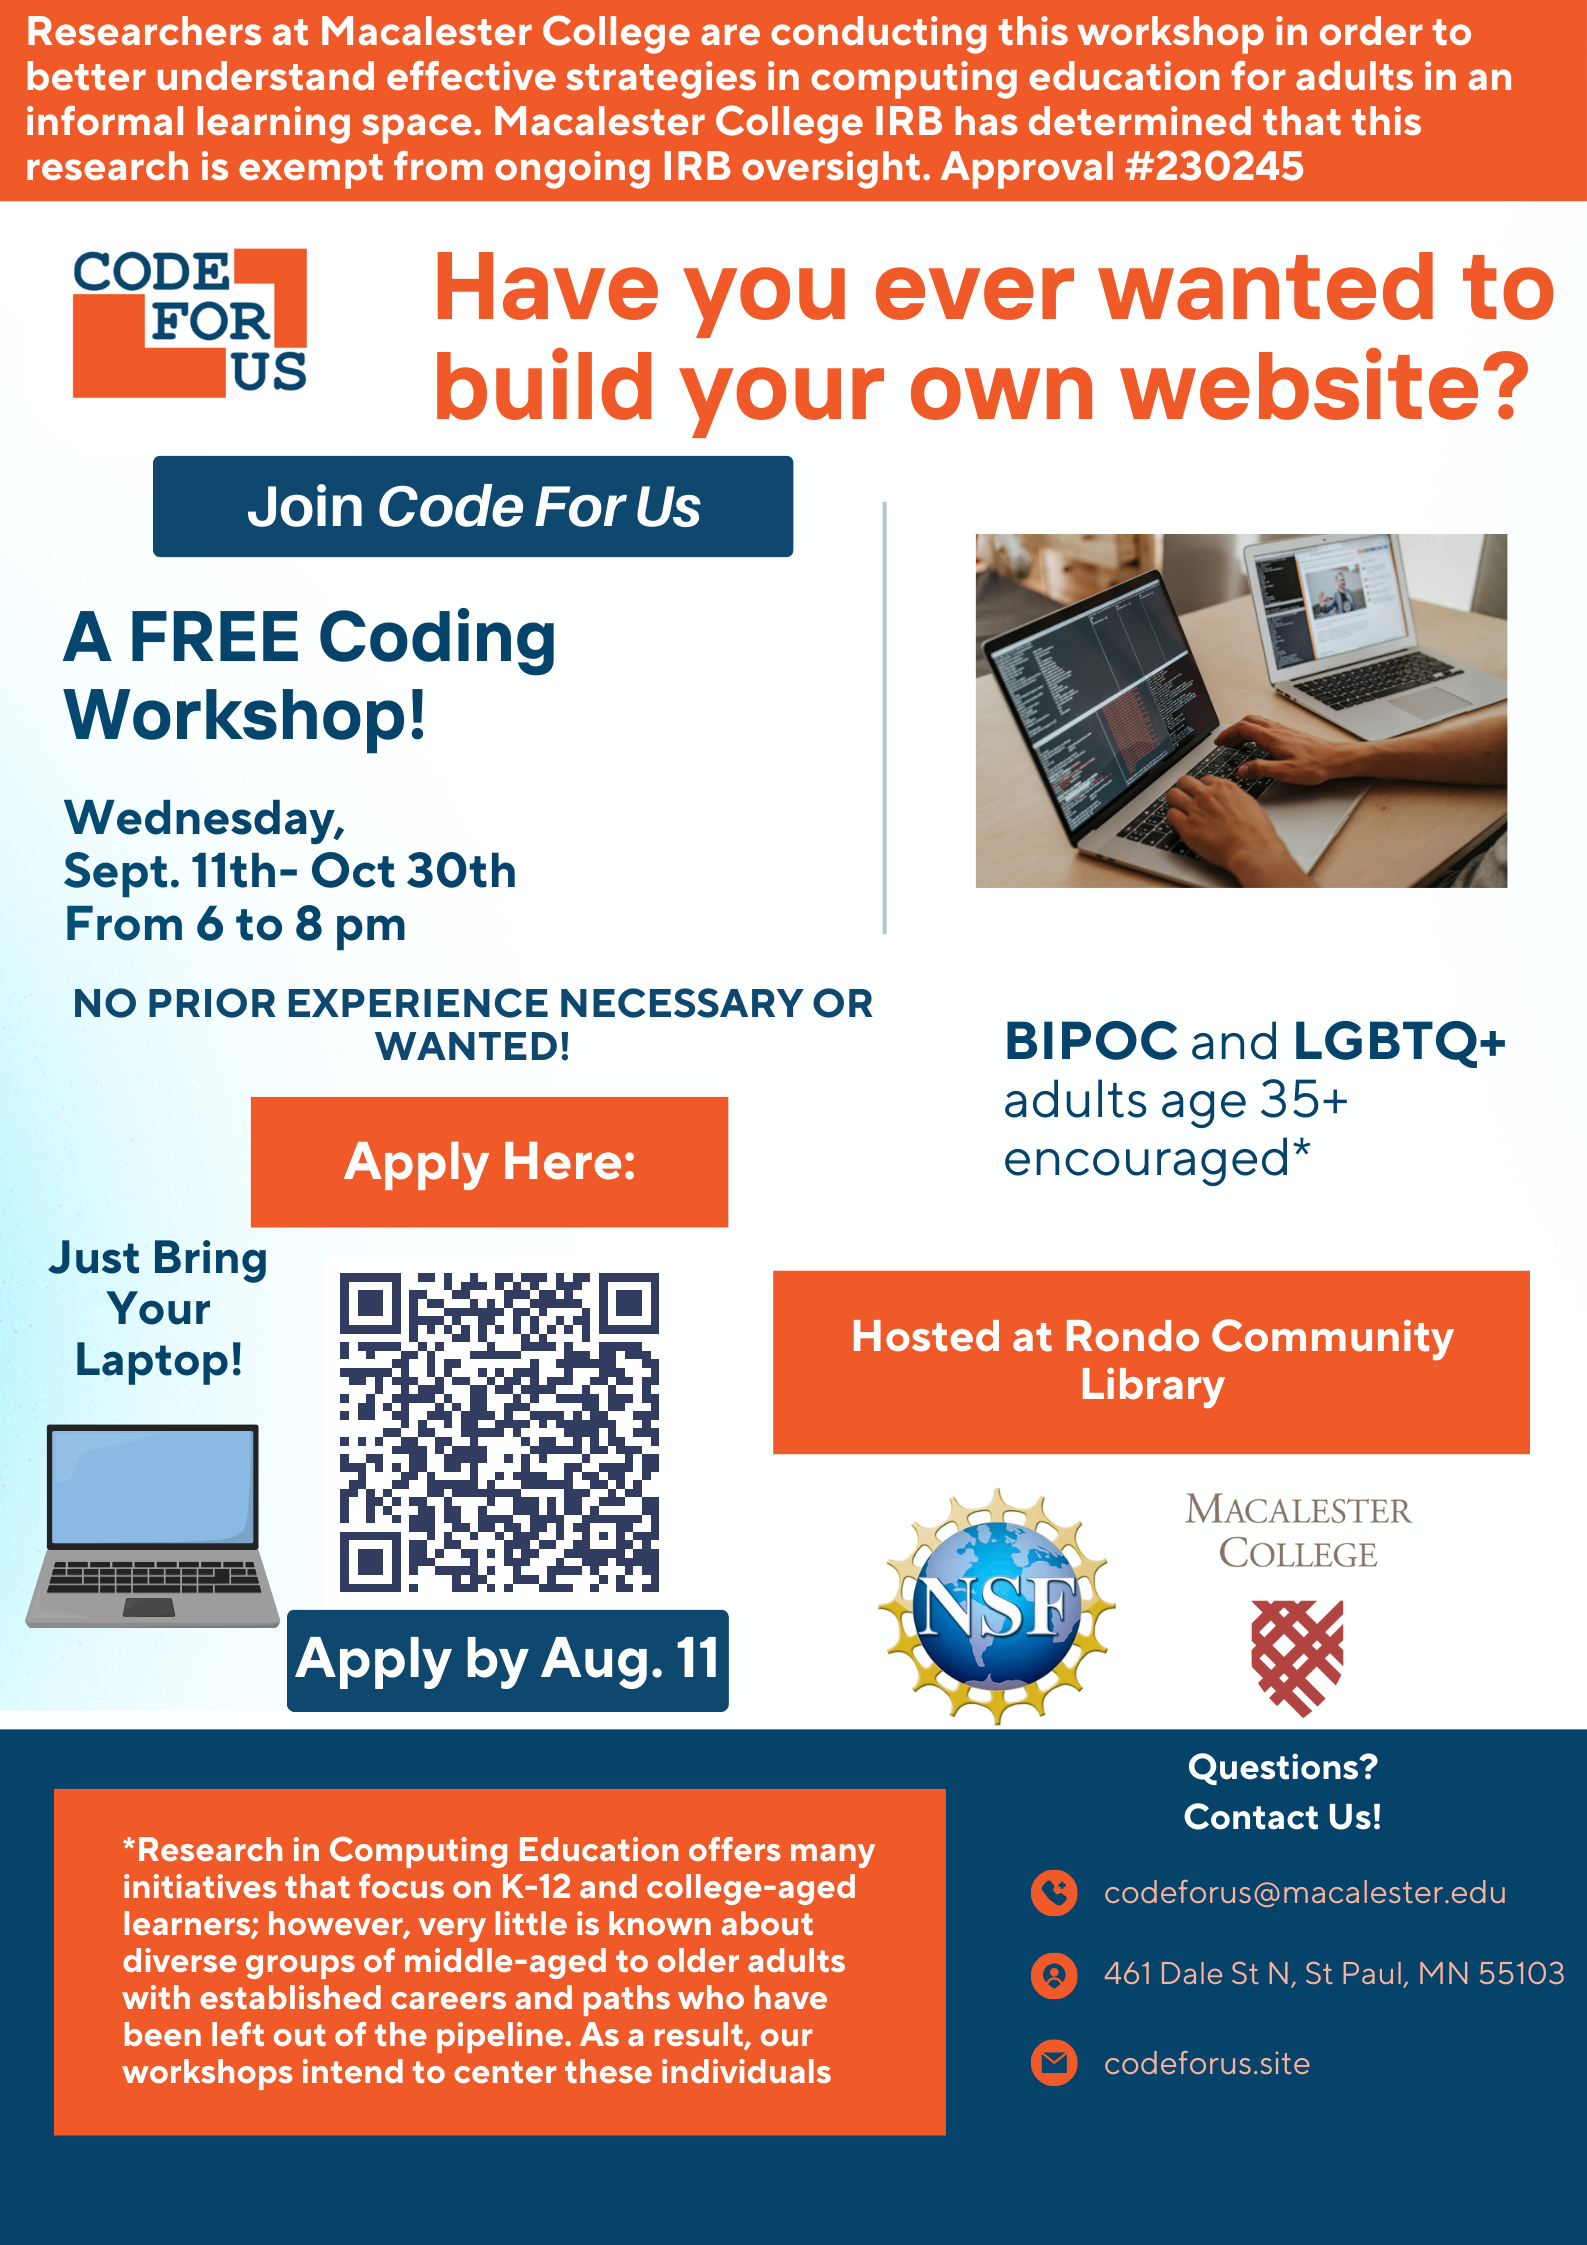 Researchers at Macalester College are conducting this workshop in order to
better understand effective strategies in computing education for adults in an
informal learning space. Macalester College IRB has determined that this
research is exempt from ongoing IRB oversight. Approval #230245
CODE
FOR
US
Have you ever wanted to
build your own website?
Join Code For Us
A FREE Coding
Workshop!
Wednesday,
Sept. 11th- Oct 30th
From 6 to 8 pm
NO PRIOR EXPERIENCE NECESSARY OR
WANTED!
BIPOC and LGBTQ+
adults age 35+
encouraged*
Apply Here:
Just Bring
Your
Laptop!
Apply by Aug. 11
Hosted at Rondo Community
Library
NSF
MACALESTER
COLLEGE
*Research in Computing Education offers many
initiatives that focus on K-12 and college-aged
learners; however, very little is known about
diverse groups of middle-aged to older adults
with established careers and paths who have
been left out of the pipeline. As a result, our
workshops intend to center these individuals
Questions?
Contact Us!
codeforus@macalester.edu
461 Dale St N, St Paul, MN 55103
codeforus.site